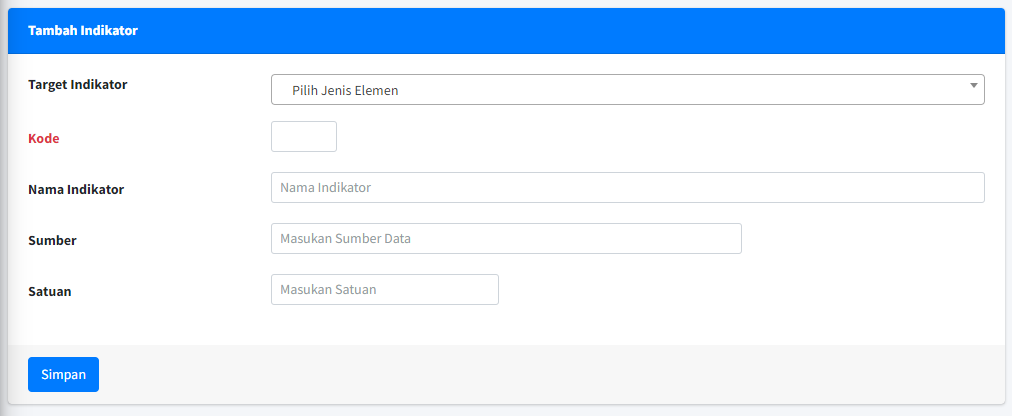 Tambah Indikator
Target Indikator
Pilih Jenis Elemen
Kode
Nama Indikator
Nama Indikator
Sumber
Masukan Sumber Data
Satuan
Masukan Satuan
Simpan